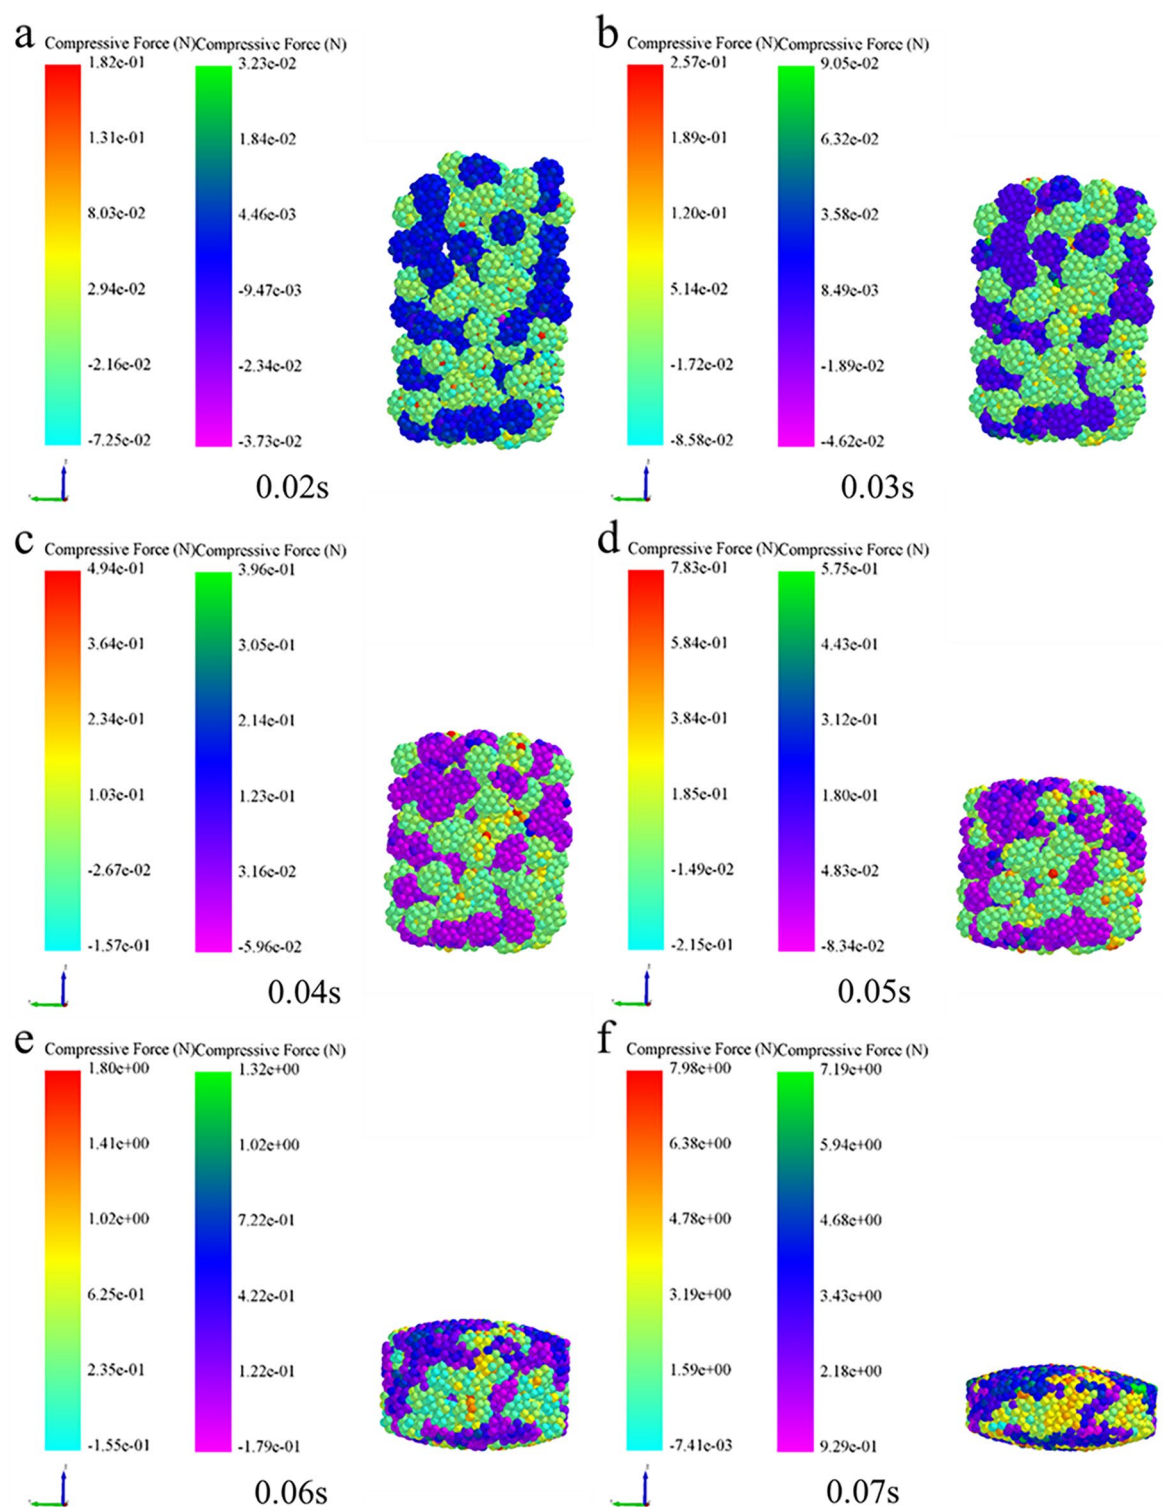 a
Compressive Force (N) Compressive Force (N)
1.82e-01 3.23e-02
1.31e-01 1.84e-02
8.03e-02 4.46e-03
2.94e-02 -9.47e-03
-2.16e-02 -2.34e-02
-7.25e-02 -3.73e-02
0.02s
b
Compressive Force (N) Compressive Force (N)
2.57e-01 9.05e-02
1.89e-01 6.32e-02
1.20e-01 3.58e-02
5.14e-02 8.49e-03
-1.72e-02 -1.89e-02
-8.58e-02 -4.62e-02
0.03s
c
Compressive Force (N) Compressive Force (N)
4.94e-01 3.96e-01
3.64e-01 3.05e-01
2.34e-01 2.14e-01
1.03e-01 1.23e-01
-2.67e-02 3.16e-02
-1.57e-01 -5.96e-02
0.04s
d
Compressive Force (N) Compressive Force (N)
7.83e-01 5.75e-01
5.84e-01 4.43e-01
3.84e-01 3.12e-01
1.85e-01 1.80e-01
-1.49e-02 4.83e-02
-2.15e-01 -8.34e-02
0.05s
e
Compressive Force (N) Compressive Force (N)
1.80e+00 1.32e+00
1.41e+00 1.02e+00
1.02e+00 7.22e-01
6.25e-01 4.22e-01
2.35e-01 1.22e-01
-1.55e-01 -1.79e-01
0.06s
f
Compressive Force (N) Compressive Force (N)
7.98e+00 7.19e+00
6.38e+00 5.94e+00
4.78e+00 4.68e+00
3.19e+00 3.43e+00
1.59e+00 2.18e+00
-7.41e-03 9.29e-01
0.07s